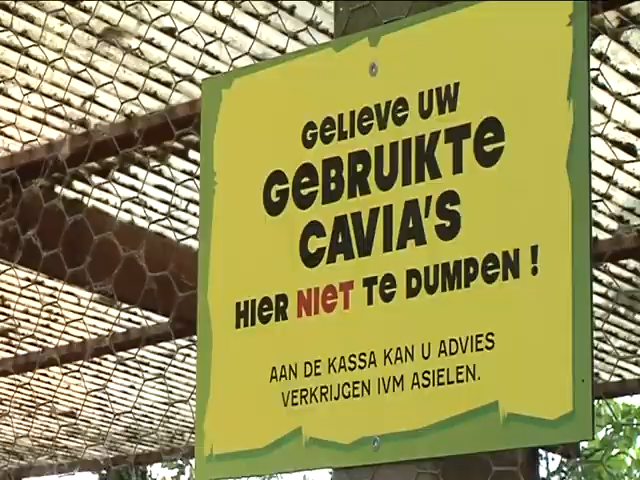 GELIEVE UW
GEBRUIKTE
CAVIA'S
HIER NIET TE DUMPEN !
AAN DE KASSA KAN U ADVIES
VERKRIJGEN IVM ASIELEN.